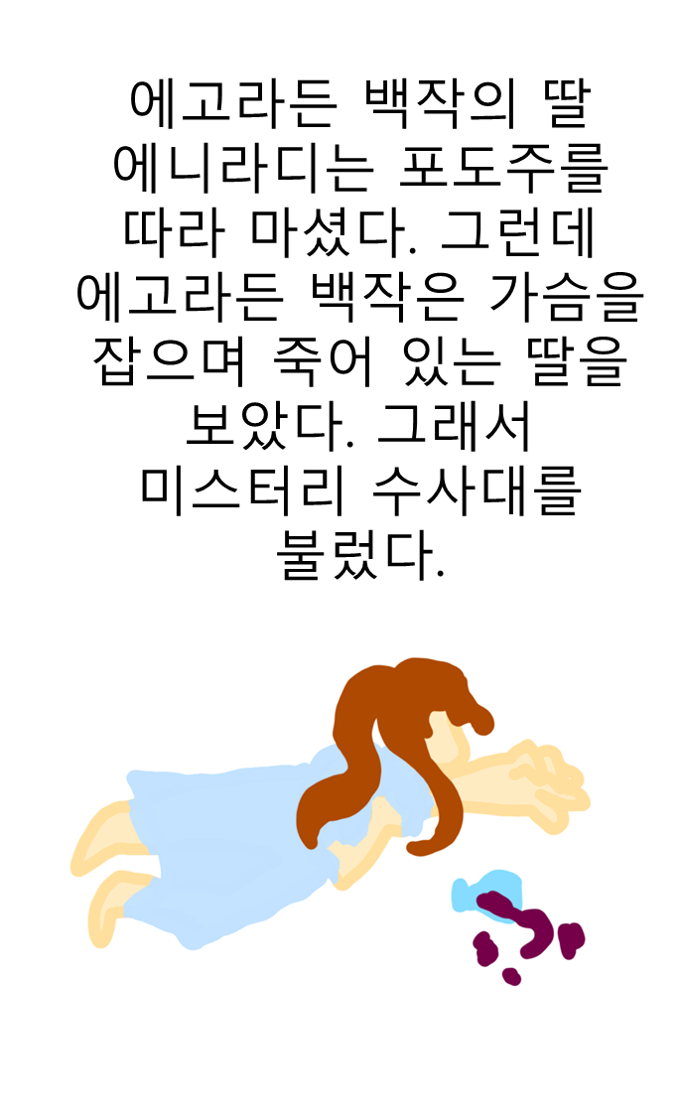 에고라든 백작의 딸
에니라디는 포도주를
따라 마셨다. 그런데
에고라든 백작은 가슴을
잡으며 죽어 있는 딸을
보았다. 그래서
미스터리 수사대를
불렀다.